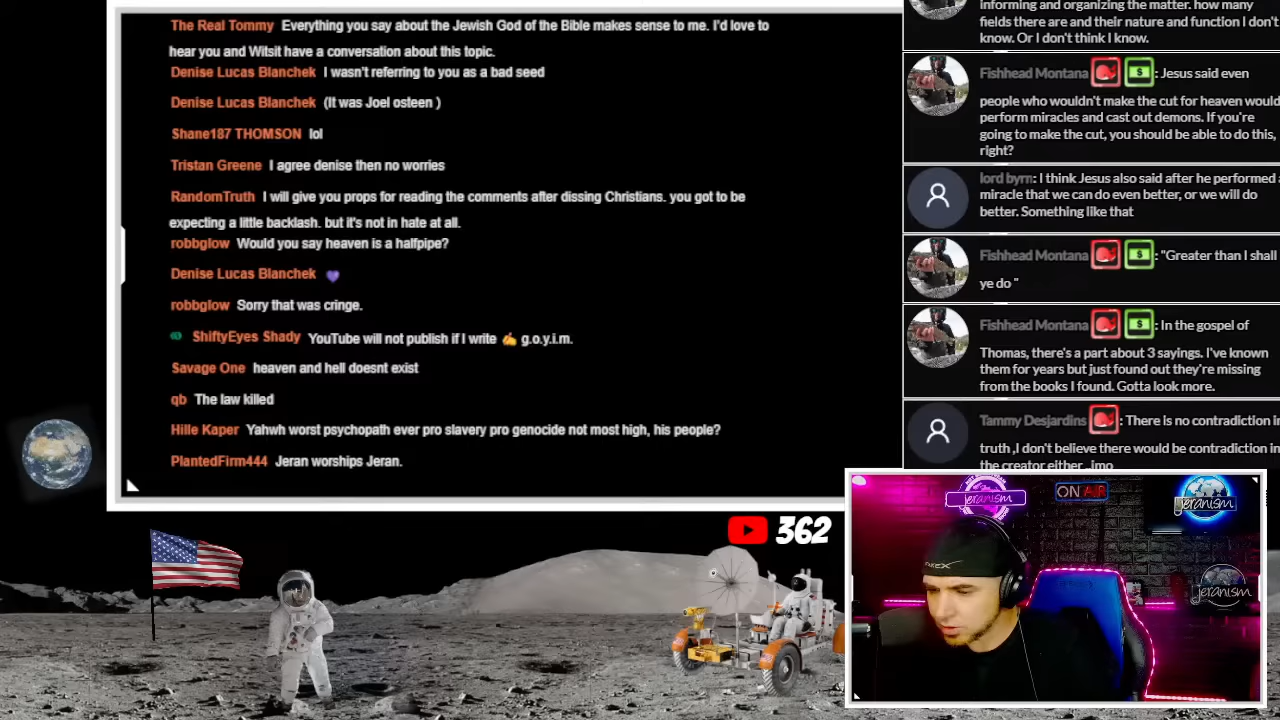 The Real Tommy Everything you say about the Jewish God of the Bible makes sense to me. I'd love to
hear you and Witsit have a conversation about this topic.
Denise Lucas Blanchek I wasn't referring to you as a bad seed
Denise Lucas Blanchek (It was Joel osteen )
Shane187 THOMSON lol
Tristan Greene I agree denise then no worries
RandomTruth I will give you props for reading the comments after dissing Christians. you got to be
expecting a little backlash. but it's not in hate at all.
robbglow Would you say heaven is a halfpipe?
Denise Lucas Blanchek 💜
robbglow Sorry that was cringe.
ShiftyEyes Shady YouTube will not publish if I write ✍️ g.o.y.i.m.
Savage One heaven and hell doesnt exist
qb The law killed
Hille Kaper Yahwh worst psychopath ever pro slavery pro genocide not most high, his people?
PlantedFirm444 Jeran worships Jeran.
informing and organizing the matter. how many
fields there are and their nature and function I don't
know. Or I don't think I know.
Fishhead Montana $ : Jesus said even
people who wouldn't make the cut for heaven would
perform miracles and cast out demons. If you're
going to make the cut, you should be able to do this,
right?
lord byrn: I think Jesus also said after he performed a
miracle that we can do even better, or we will do
better. Something like that
Fishhead Montana $ : "Greater than I shall
ye do "
Fishhead Montana $ : In the gospel of
Thomas, there's a part about 3 sayings. I've known
them for years but just found out they're missing
from the books I found. Gotta look more.
Tammy Desjardins : There is no contradiction in
truth ,I don't believe there would be contradiction in
the creator either ..imo
362
jeranism
ON AIR
jeranism
jeranism